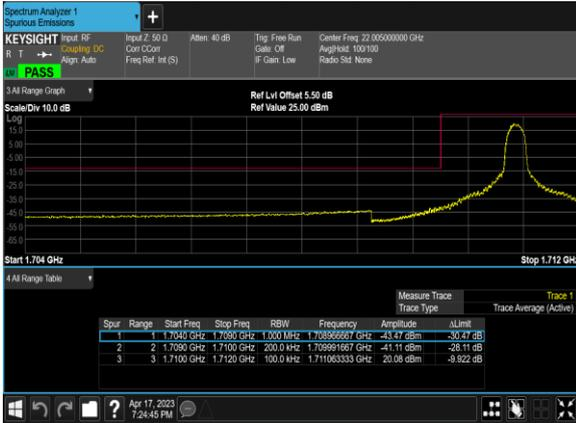 Spectrum Analyzer 1
Spurious Emissions
+
KEYSIGHT Input: RF Input Z: 50 Ω Atten: 40 dB Trig: Free Run Center Freq: 22.005000000 GHz
R T Coupling: DC Corr CCorr Gate: Off Avg|Hold: 100/100
Align: Auto Freq Ref: Int (S) IF Gain: Low Radio Std: None
PASS
3 All Range Graph
Ref Lvl Offset 5.50 dB
Scale/Div 10.0 dB Ref Value 25.00 dBm
Log
15.0
5.00
-5.00
-15.0
-25.0
-35.0
-45.0
-55.0
-65.0
Start 1.704 GHz Stop 1.712 GHz
4 All Range Table
Measure Trace Trace 1
Trace Type Trace Average (Active)
Spur Range Start Freq Stop Freq RBW Frequency Amplitude ΔLimit
1 1 1.7040 GHz 1.7090 GHz 1.000 MHz 1.708966667 GHz -43.47 dBm -30.47 dB
2 2 1.7090 GHz 1.7100 GHz 200.0 kHz 1.709991667 GHz -41.11 dBm -28.11 dB
3 3 1.7100 GHz 1.7120 GHz 100.0 kHz 1.711063333 GHz 20.08 dBm -9.922 dB
? Apr 17, 2023
7:24:45 PM